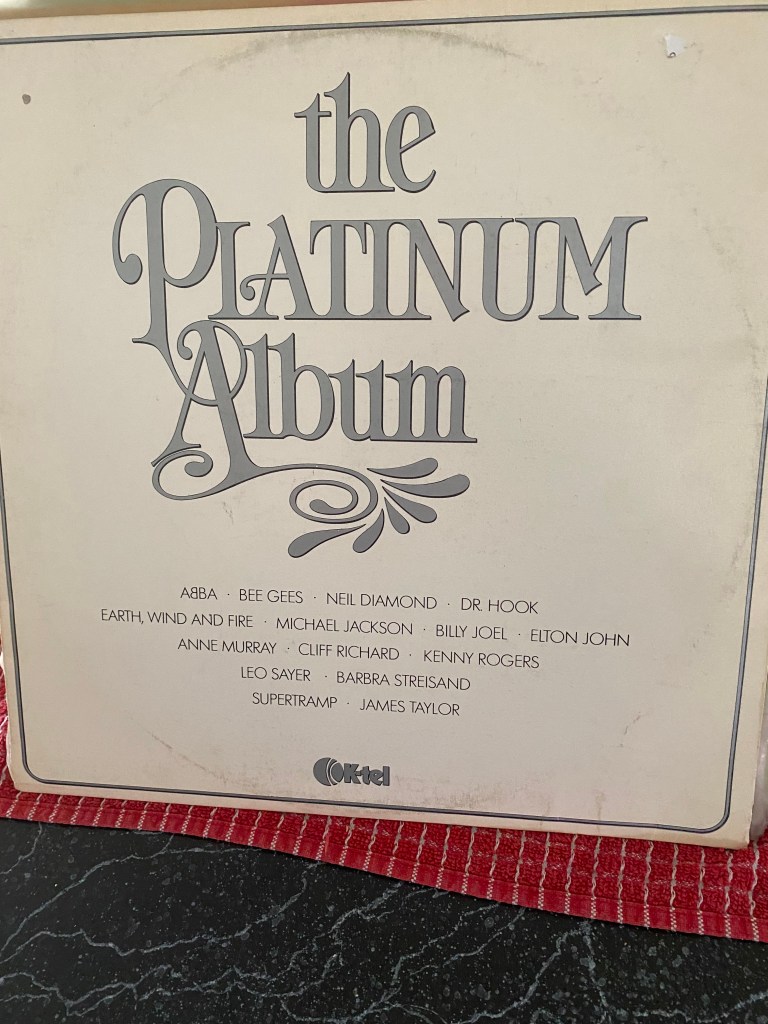 the
PLATINUM
Album
ABBA · BEE GEES · NEIL DIAMOND · DR. HOOK
EARTH, WIND AND FIRE · MICHAEL JACKSON · BILLY JOEL · ELTON JOHN
ANNE MURRAY · CLIFF RICHARD · KENNY ROGERS
LEO SAYER · BARBRA STREISAND
SUPERTRAMP · JAMES TAYLOR
K-tel